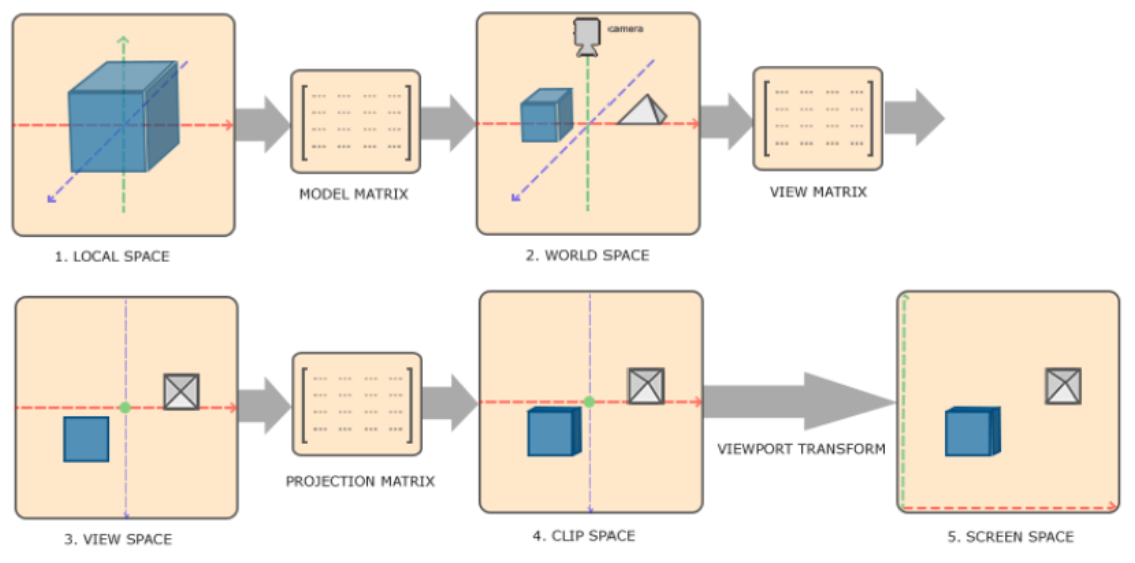 camera
MODEL MATRIX
VIEW MATRIX
1. LOCAL SPACE
2. WORLD SPACE
VIEWPORT TRANSFORM
PROJECTION MATRIX
3. VIEW SPACE
4. CLIP SPACE
5. SCREEN SPACE